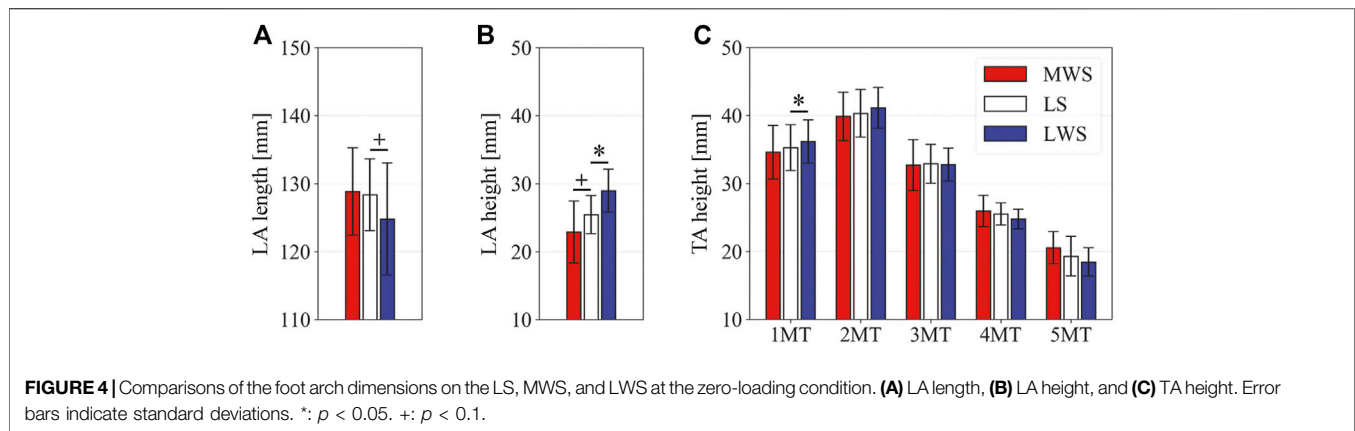 A
B
C
150
140
130
120
110
LA length [mm]
+
50
40
30
20
10
LA height [mm]
+
*
50
40
30
20
10
TA height [mm]
*
MWS
LS
LWS
1MT 2MT 3MT 4MT 5MT
FIGURE 4 | Comparisons of the foot arch dimensions on the LS, MWS, and LWS at the zero-loading condition. (A) LA length, (B) LA height, and (C) TA height. Error
bars indicate standard deviations. *: p < 0.05. +: p < 0.1.